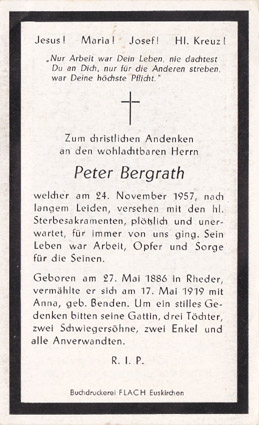 Jesus! Maria! Josef! Hl. Kreuz!
„Nur Arbeit war Dein Leben, nie dachtest
Du an Dich, nur für die Anderen streben,
war Deine höchste Pflicht."
Zum christlichen Andenken
an den wohlachtbaren Herrn
Peter Bergrath
welcher am 24. November 1957, nach
langem Leiden, versehen mit den hl.
Sterbesakramenten, plötzlich und uner-
wartet, für immer von uns ging. Sein
Leben war Arbeit, Opfer und Sorge
für die Seinen.
Geboren am 27. Mai 1886 in Rheder,
vermählte er sich am 17. Mai 1919 mit
Anna, geb. Benden. Um ein stilles Ge-
denken bitten seine Gattin, drei Töchter,
zwei Schwiegersöhne, zwei Enkel und
alle Anverwandten.
R. I. P.
Buchdruckerei FLACH Euskirchen